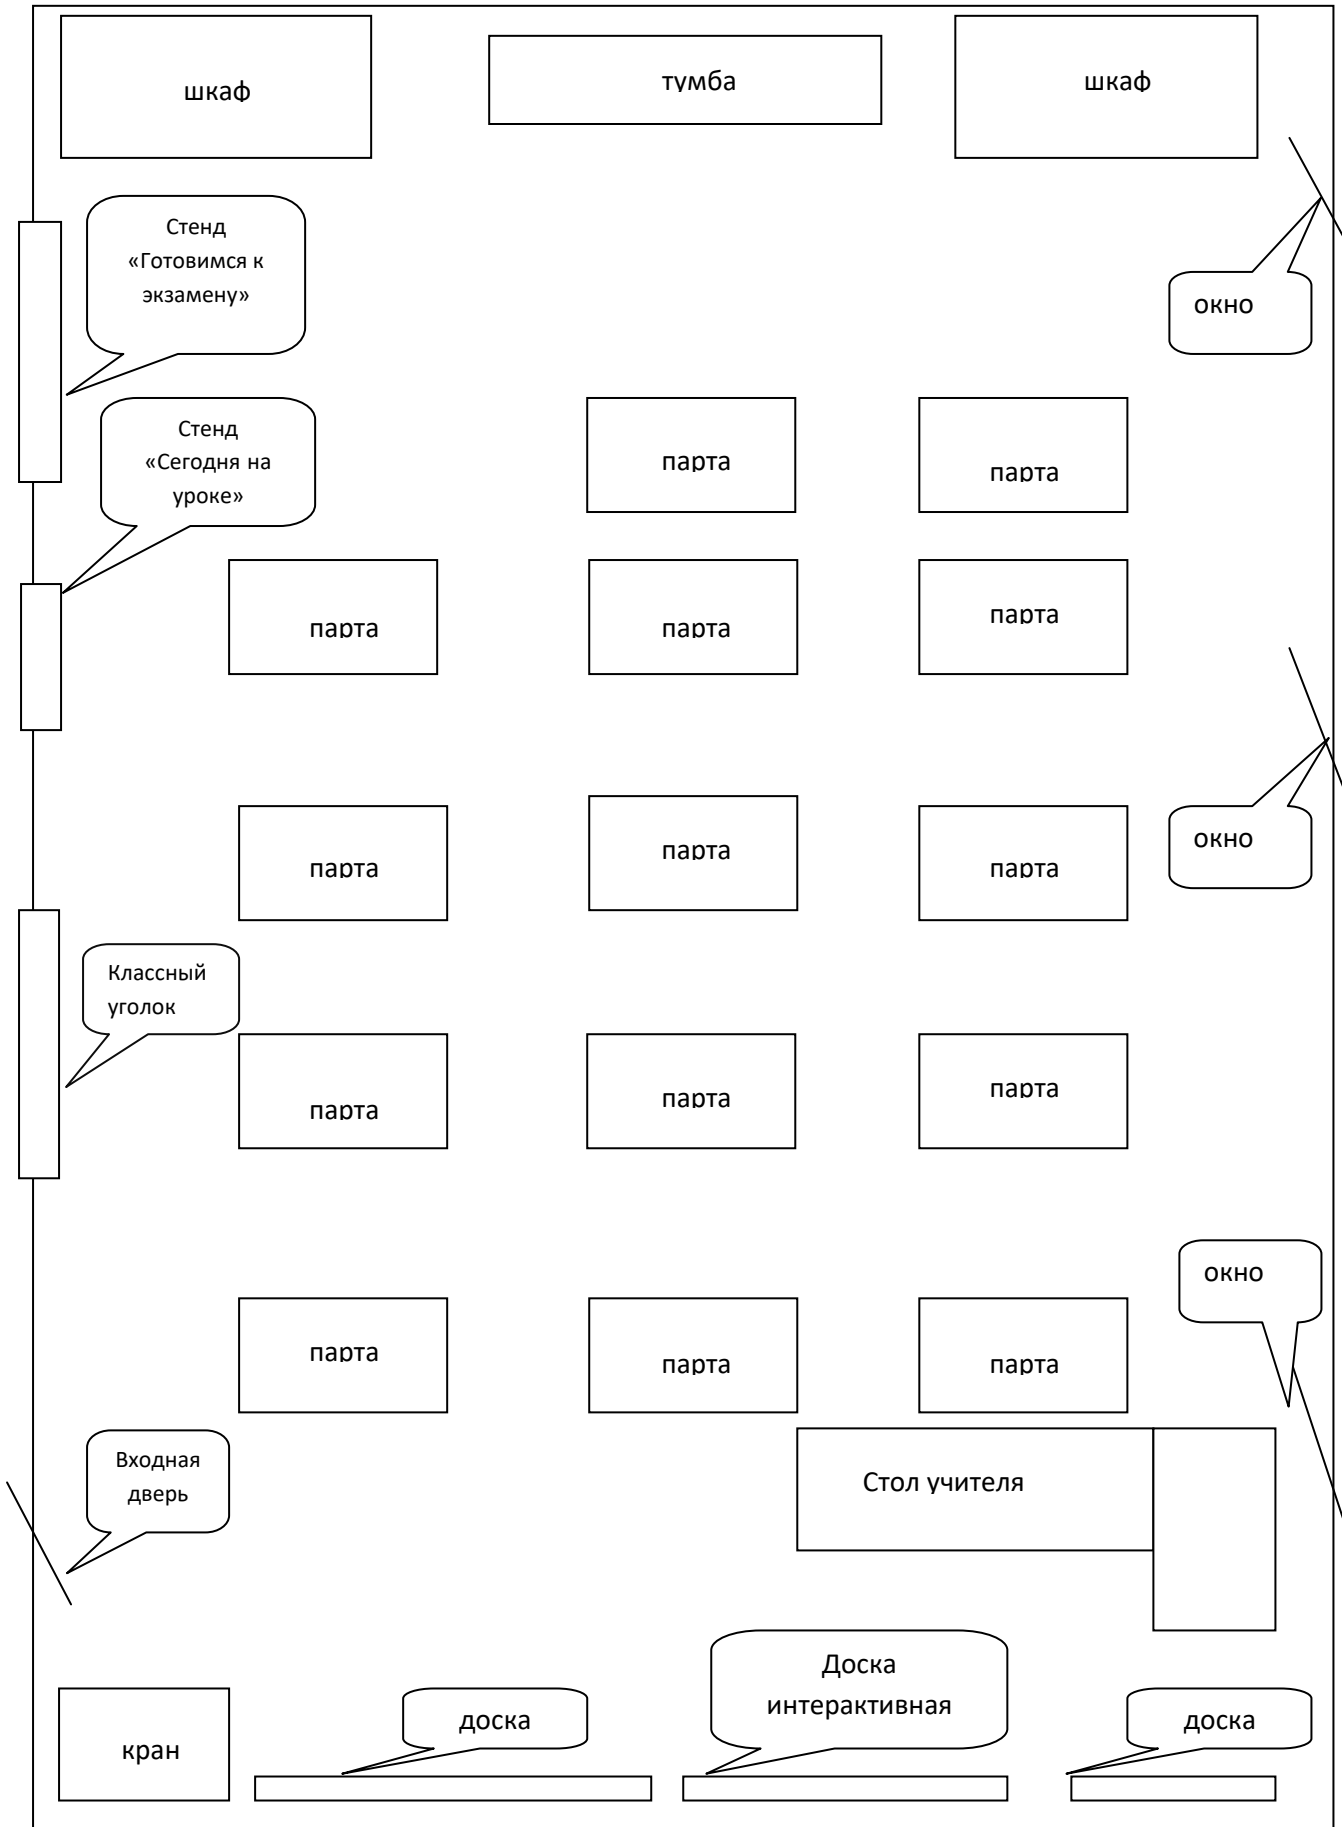 шкаф
тумба
шкаф
Стенд
«Готовимся к
экзамену»
окно
Стенд
«Сегодня на
уроке»
парта
парта
парта
парта
парта
парта
парта
парта
окно
Классный
уголок
парта
парта
парта
окно
парта
парта
парта
Входная
дверь
Стол учителя
Доска
интерактивная
доска
доска
кран